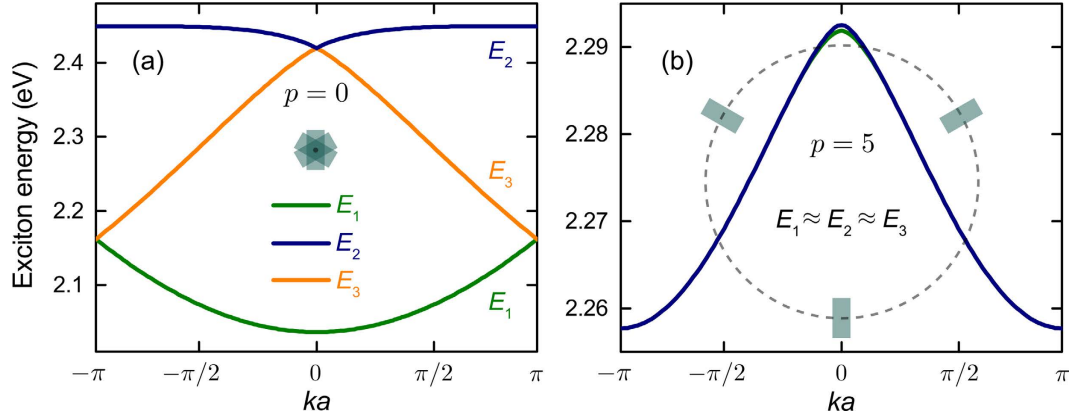 Exciton energy (eV)
2.4
2.3
2.2
2.1
(a)
p = 0
E₂
E₃
E₁
E₁
E₂
E₃
−π
−π/2
0
π/2
π
ka
2.29
2.28
2.27
2.26
(b)
p = 5
E₁ ≈ E₂ ≈ E₃
−π
−π/2
0
π/2
π
ka